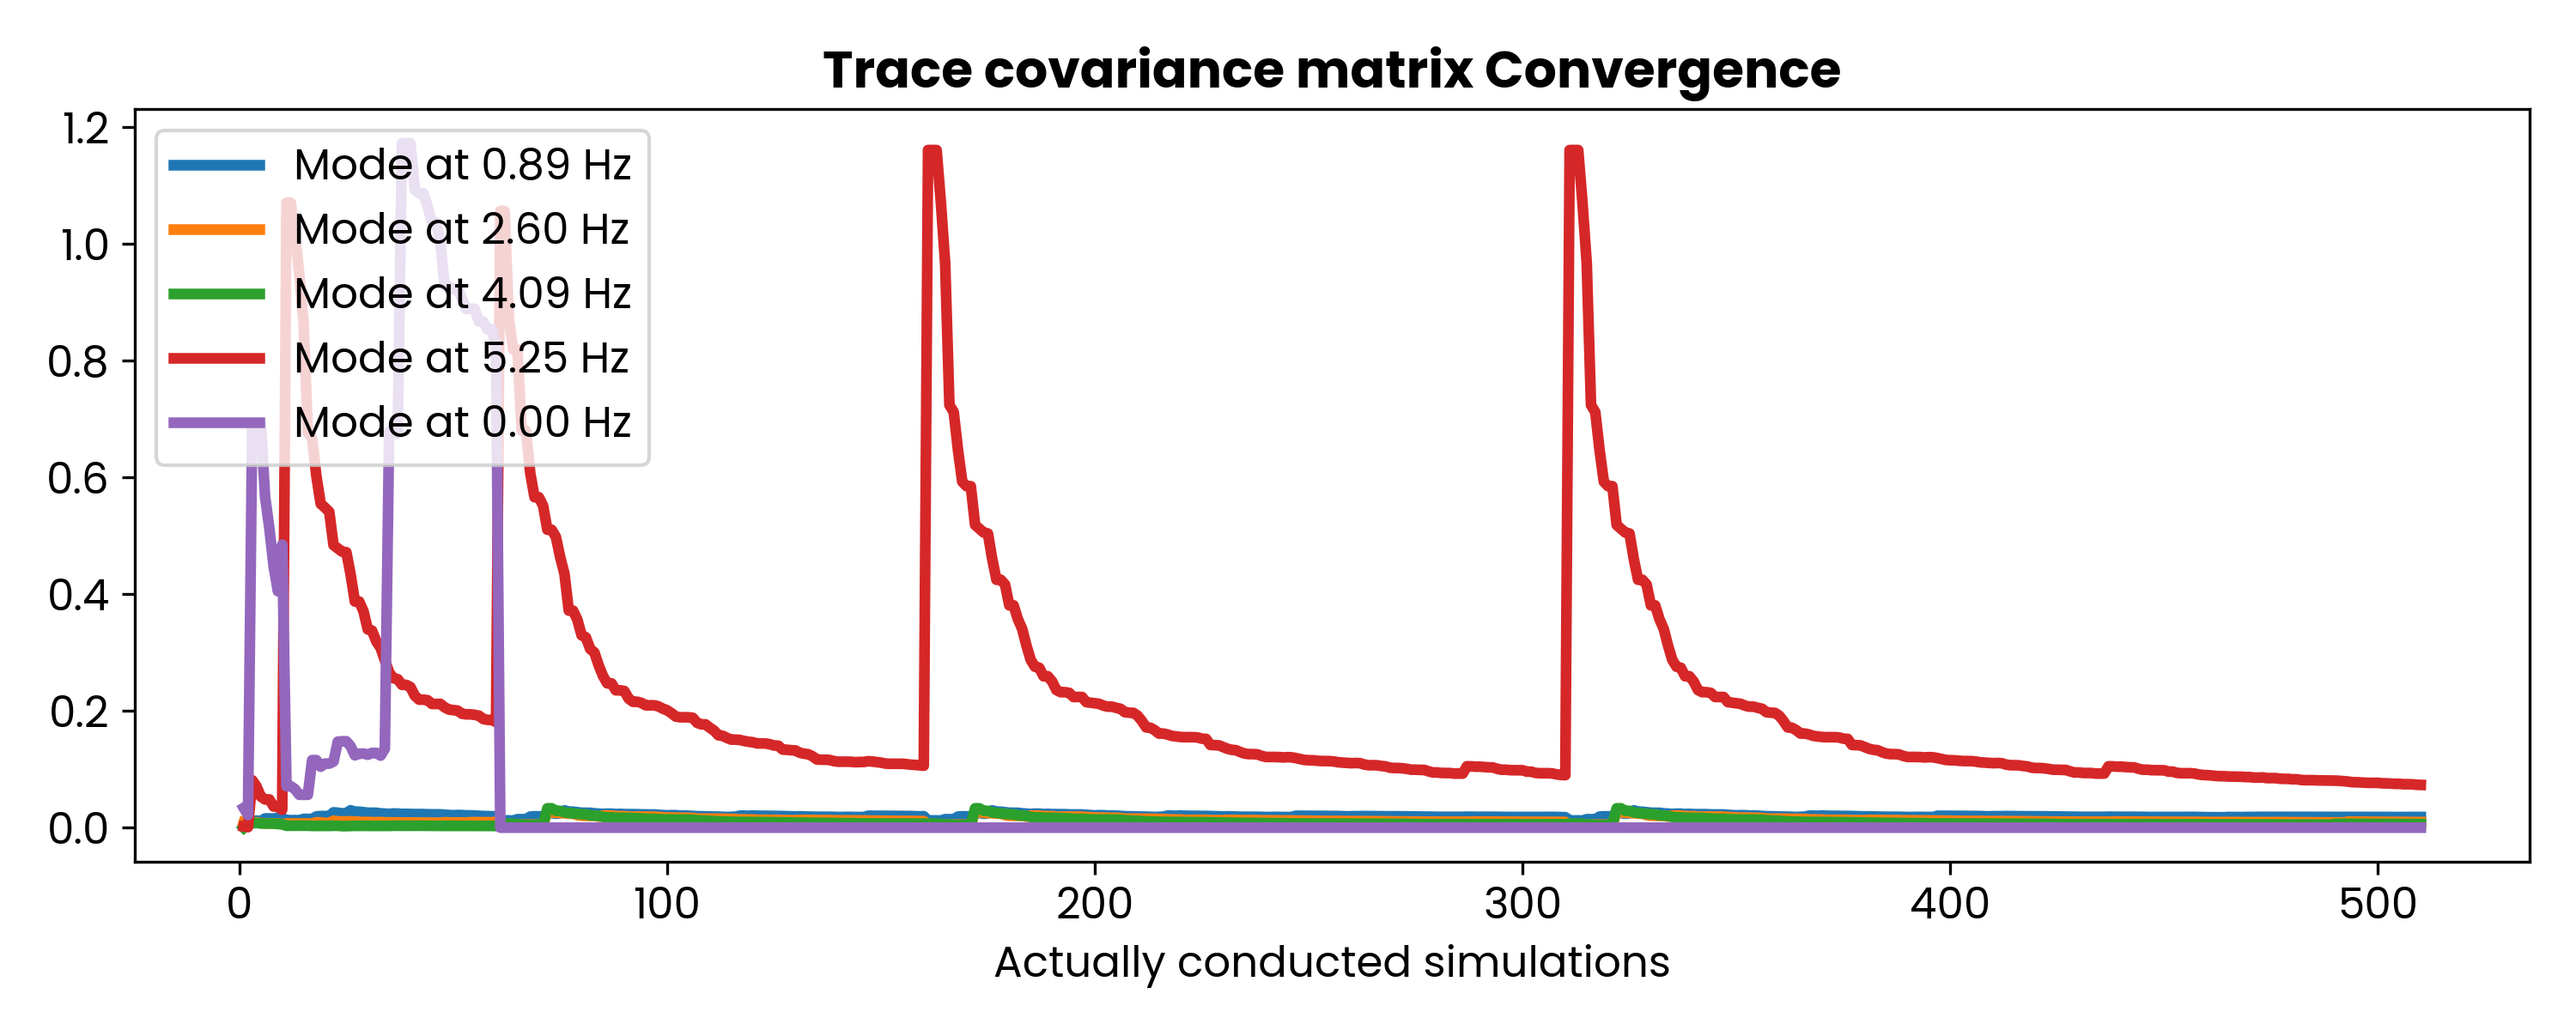 Trace covariance matrix Convergence
1.2
1.0
0.8
0.6
0.4
0.2
0.0
Mode at 0.89 Hz
Mode at 2.60 Hz
Mode at 4.09 Hz
Mode at 5.25 Hz
Mode at 0.00 Hz
0 100 200 300 400 500
Actually conducted simulations